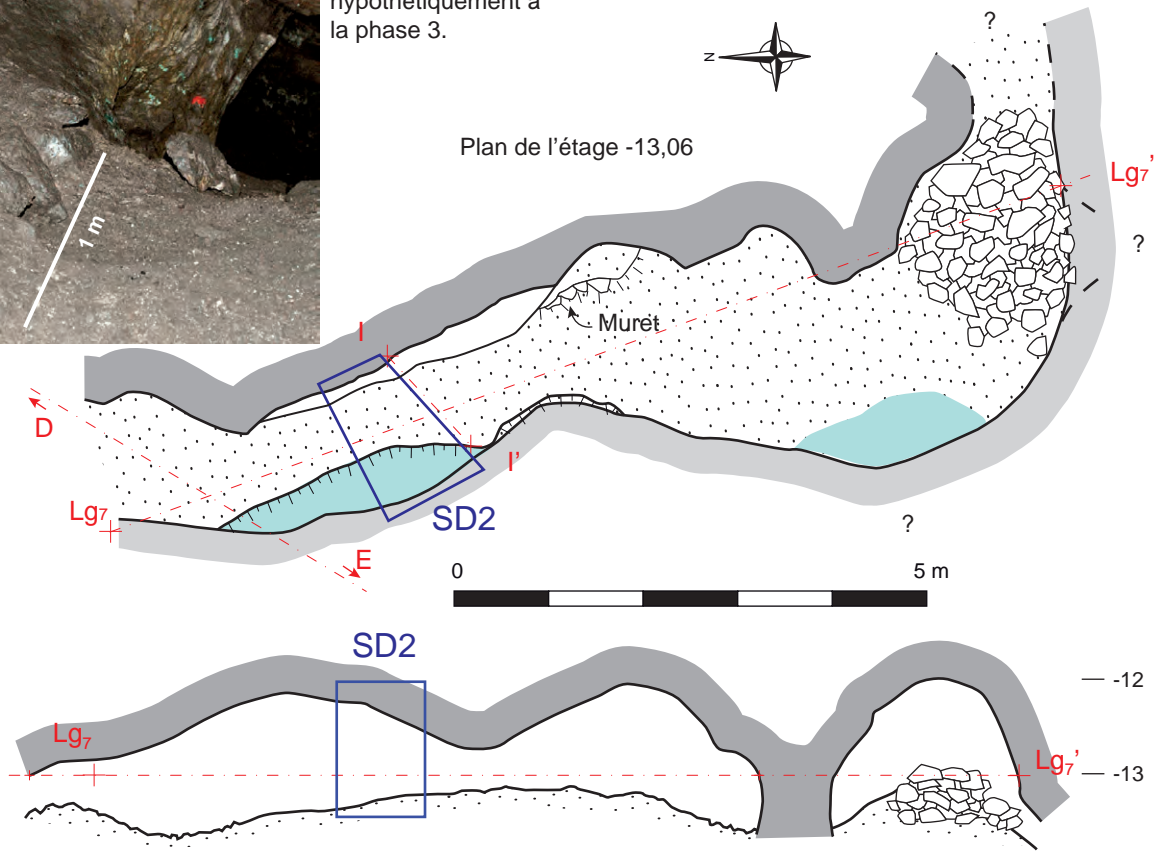 hypothétiquement à
la phase 3.
1 m
N
?
Plan de l'étage -13,06
Lg7'
?
Muret
I
D
I'
Lg7
SD2
?
E
0 5 m
SD2
-12
Lg7
Lg7'
-13